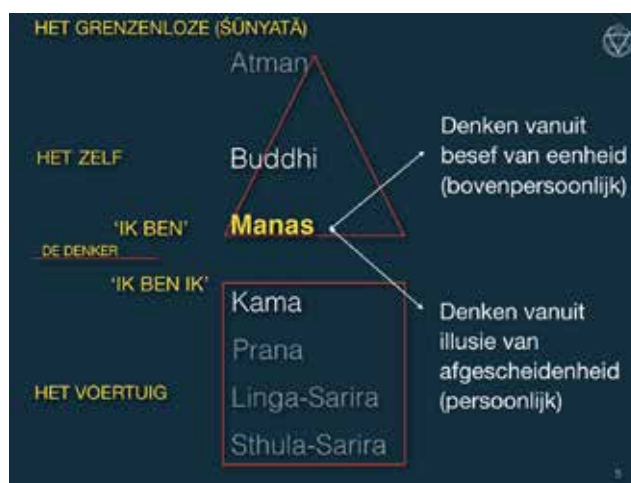 HET GRENZENLOZE (ŚŪNYATĀ)
Atman
HET ZELF
Buddhi
Denken vanuit
besef van eenheid
(bovenpersoonlijk)
'IK BEN'
Manas
DE DENKER
'IK BEN IK'
Kama
Prana
Linga-Sarira
Sthula-Sarira
HET VOERTUIG
Denken vanuit
illusie van
afgescheidenheid
(persoonlijk)